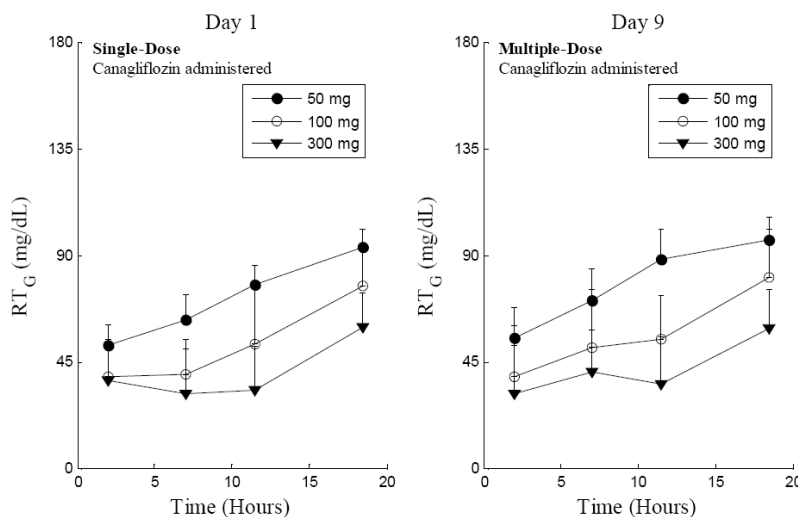 Day 1
180
Single-Dose
Canagliflozin administered
50 mg
100 mg
300 mg
135
90
45
0
RT_G (mg/dL)
0 5 10 15 20
Time (Hours)
Day 9
180
Multiple-Dose
Canagliflozin administered
50 mg
100 mg
300 mg
135
90
45
0
RT_G (mg/dL)
0 5 10 15 20
Time (Hours)